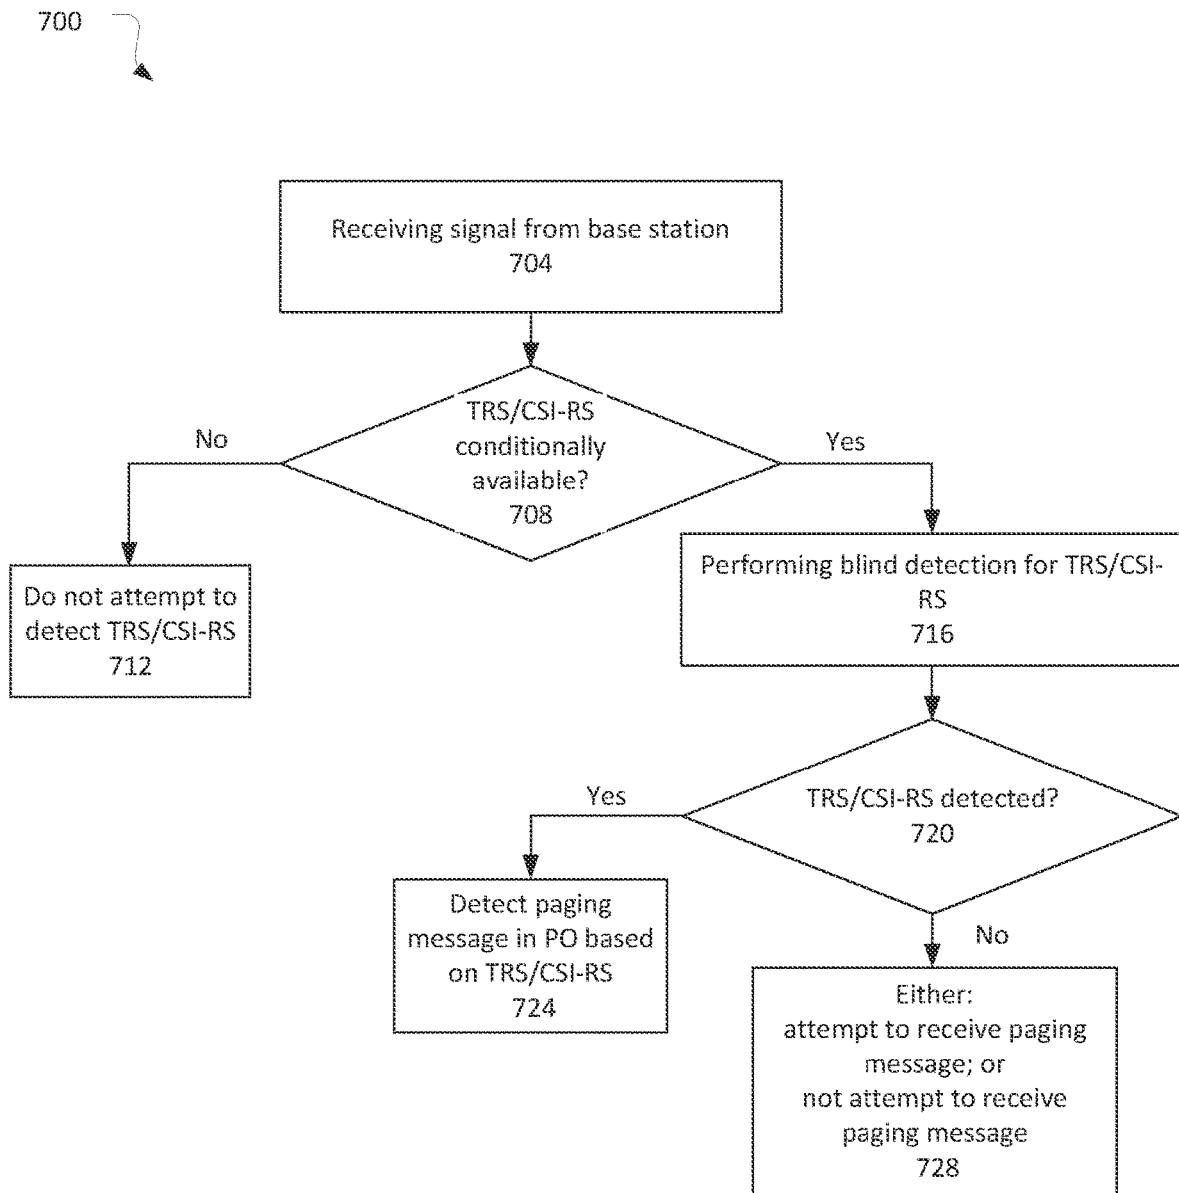 700
Receiving signal from base station
704
TRS/CSI-RS
conditionally
available?
708
No
Yes
Do not attempt to
detect TRS/CSI-RS
712
Performing blind detection for TRS/CSI-
RS
716
TRS/CSI-RS detected?
720
Yes
No
Detect paging
message in PO based
on TRS/CSI-RS
724
Either:
attempt to receive paging
message; or
not attempt to receive
paging message
728